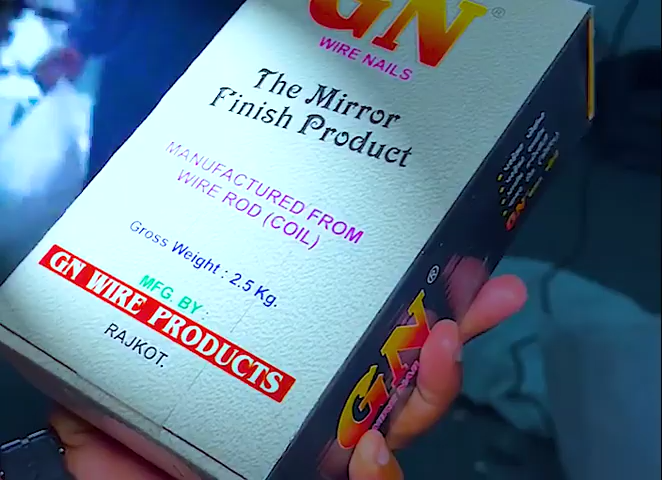 GN®
WIRE NAILS
The Mirror
Finish Product
MANUFACTURED FROM
WIRE ROD (COIL)
Gross Weight : 2.5 Kg.
MFG. BY :
GN WIRE PRODUCTS
RAJKOT.
GN®